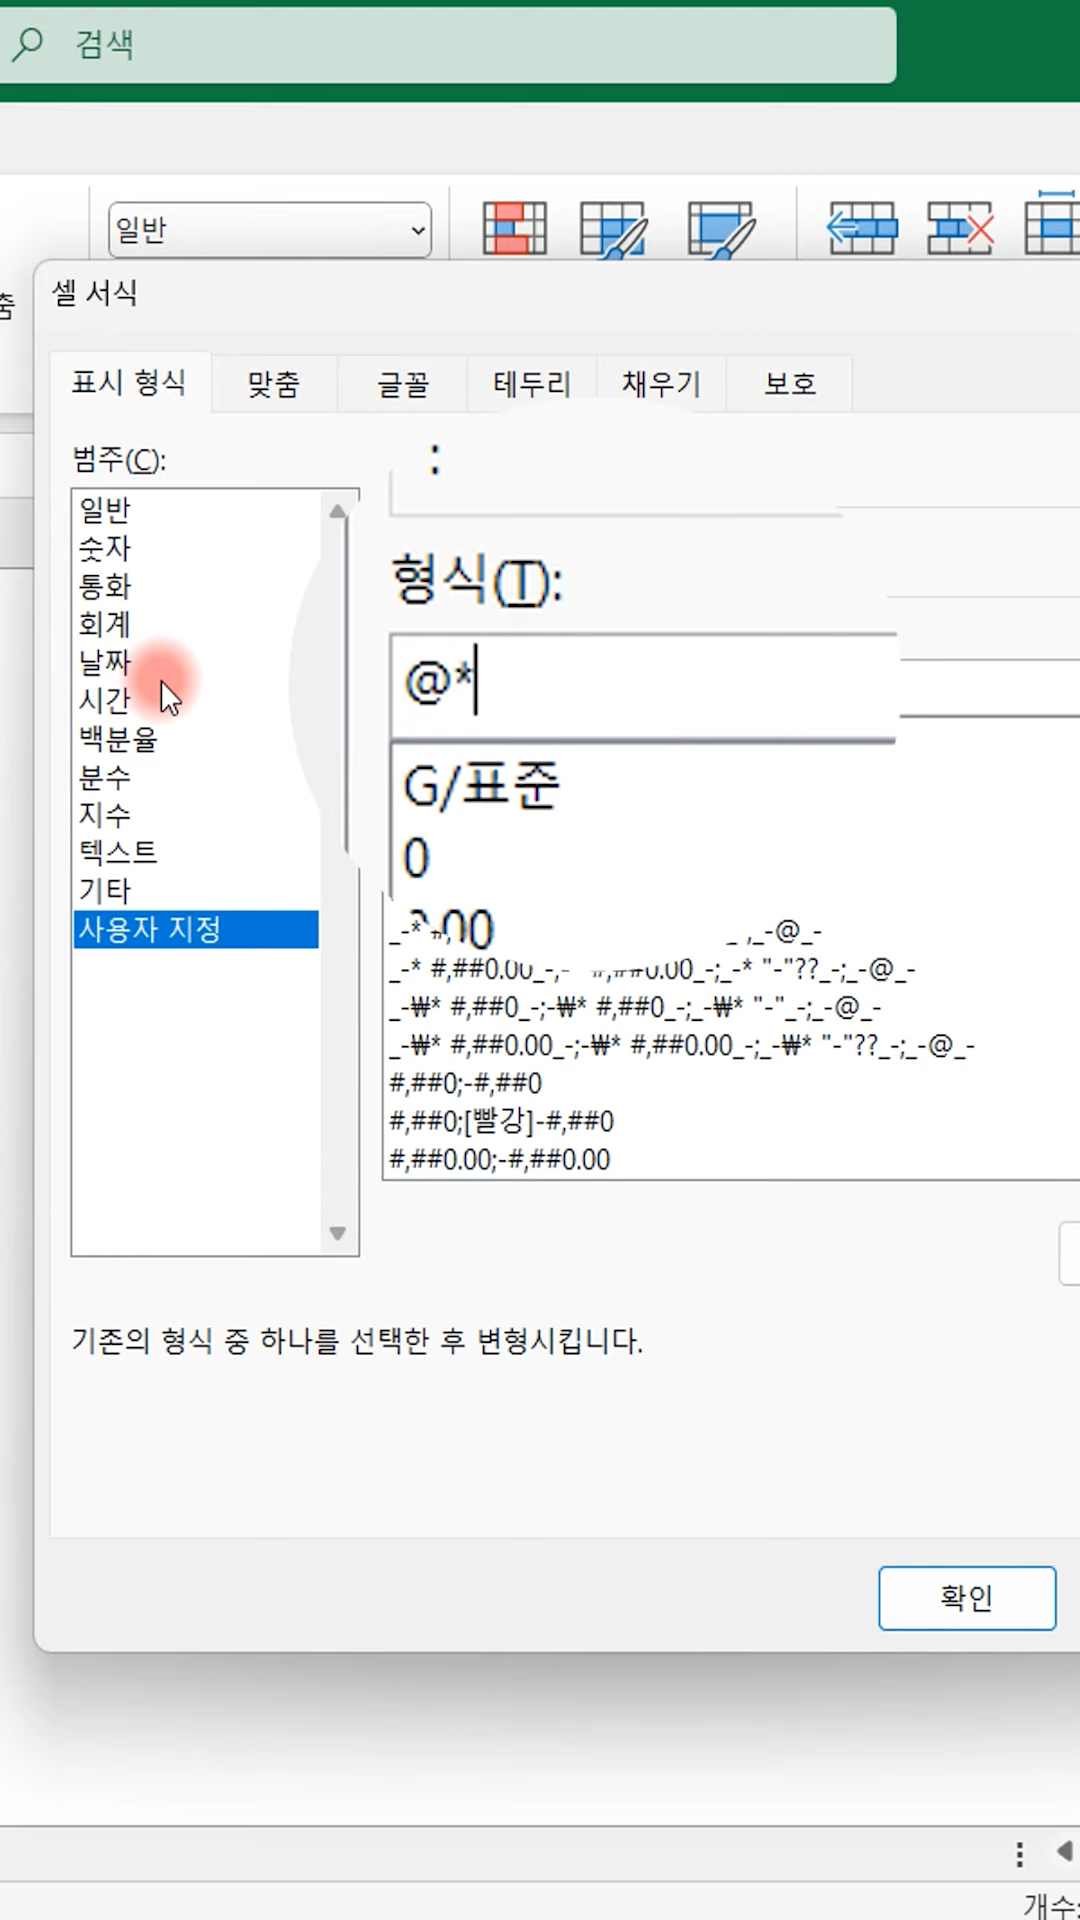 검색
일반
춤
셀 서식
표시 형식
맞춤
글꼴
테두리
채우기
보호
범주(C):
일반
숫자
통화
회계
날짜
시간
백분율
분수
지수
텍스트
기타
사용자 지정
:
형식(T):
@*
G/표준
0
_-@_-
#,##0.00_-;_-* "-"??_-;_-@_-
_-₩* #,##0_-;-₩* #,##0_-;_-₩* "-"_-;_-@_-
_-₩* #,##0.00_-;-₩* #,##0.00_-;_-₩* "-"??_-;_-@_-
#,##0;-#,##0
#,##0;[빨강]-#,##0
#,##0.00;-#,##0.00
기존의 형식 중 하나를 선택한 후 변형시킵니다.
확인
개수: